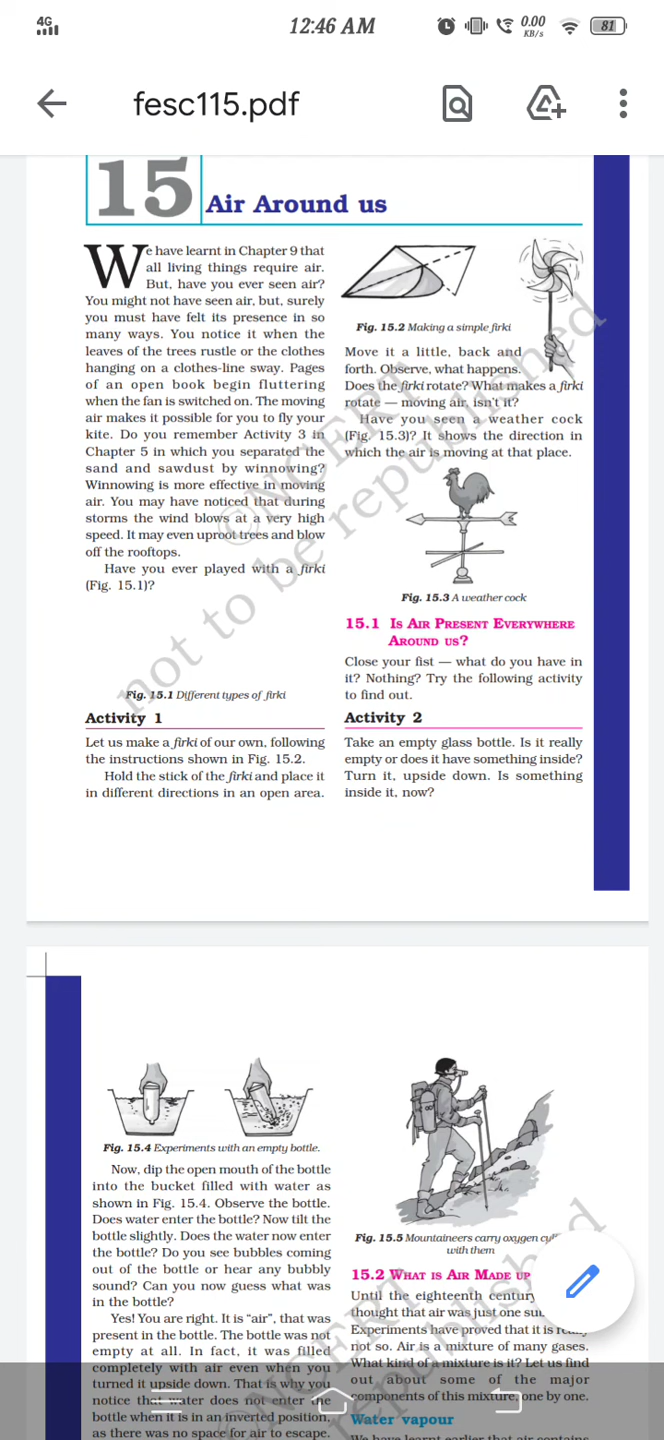 4G
12:46 AM
0.00
KB/s
81
fesc115.pdf
15 Air Around us
We have learnt in Chapter 9 that
all living things require air.
But, have you ever seen air?
You might not have seen air, but, surely
you must have felt its presence in so
many ways. You notice it when the
leaves of the trees rustle or the clothes
hanging on a clothes-line sway. Pages
of an open book begin fluttering
when the fan is switched on. The moving
air makes it possible for you to fly your
kite. Do you remember Activity 3 in
Chapter 5 in which you separated the
sand and sawdust by winnowing?
Winnowing is more effective in moving
air. You may have noticed that during
storms the wind blows at a very high
speed. It may even uproot trees and blow
off the rooftops.
Have you ever played with a firki
(Fig. 15.1)?
Fig. 15.1 Different types of firki
Activity 1
Let us make a firki of our own, following
the instructions shown in Fig. 15.2.
Hold the stick of the firki and place it
in different directions in an open area.
Fig. 15.2 Making a simple firki
Move it a little, back and
forth. Observe, what happens.
Does the firki rotate? What makes a firki
rotate — moving air, isn't it?
Have you seen a weather cock
(Fig. 15.3)? It shows the direction in
which the air is moving at that place.
Fig. 15.3 A weather cock
15.1 IS AIR PRESENT EVERYWHERE
AROUND US?
Close your fist — what do you have in
it? Nothing? Try the following activity
to find out.
Activity 2
Take an empty glass bottle. Is it really
empty or does it have something inside?
Turn it, upside down. Is something
inside it, now?
©NCERT
not to be republished
Fig. 15.4 Experiments with an empty bottle.
Now, dip the open mouth of the bottle
into the bucket filled with water as
shown in Fig. 15.4. Observe the bottle.
Does water enter the bottle? Now tilt the
bottle slightly. Does the water now enter
the bottle? Do you see bubbles coming
out of the bottle or hear any bubbly
sound? Can you now guess what was
in the bottle?
Yes! You are right. It is “air”, that was
present in the bottle. The bottle was not
empty at all. In fact, it was filled
completely with air even when you
turned it upside down. That is why you
notice that water does not enter the
bottle when it is in an inverted position,
as there was no space for air to escape.
Fig. 15.5 Mountaineers carry oxygen
with them
15.2 WHAT IS AIR MADE UP
Until the eighteenth century
thought that air was just one
Experiments have proved that it is
not so. Air is a mixture of many gases.
What kind of a mixture is it? Let us find
out about some of the major
components of this mixture, one by one.
Water vapour
We have learnt earlier that air contains
©NCERT
republished